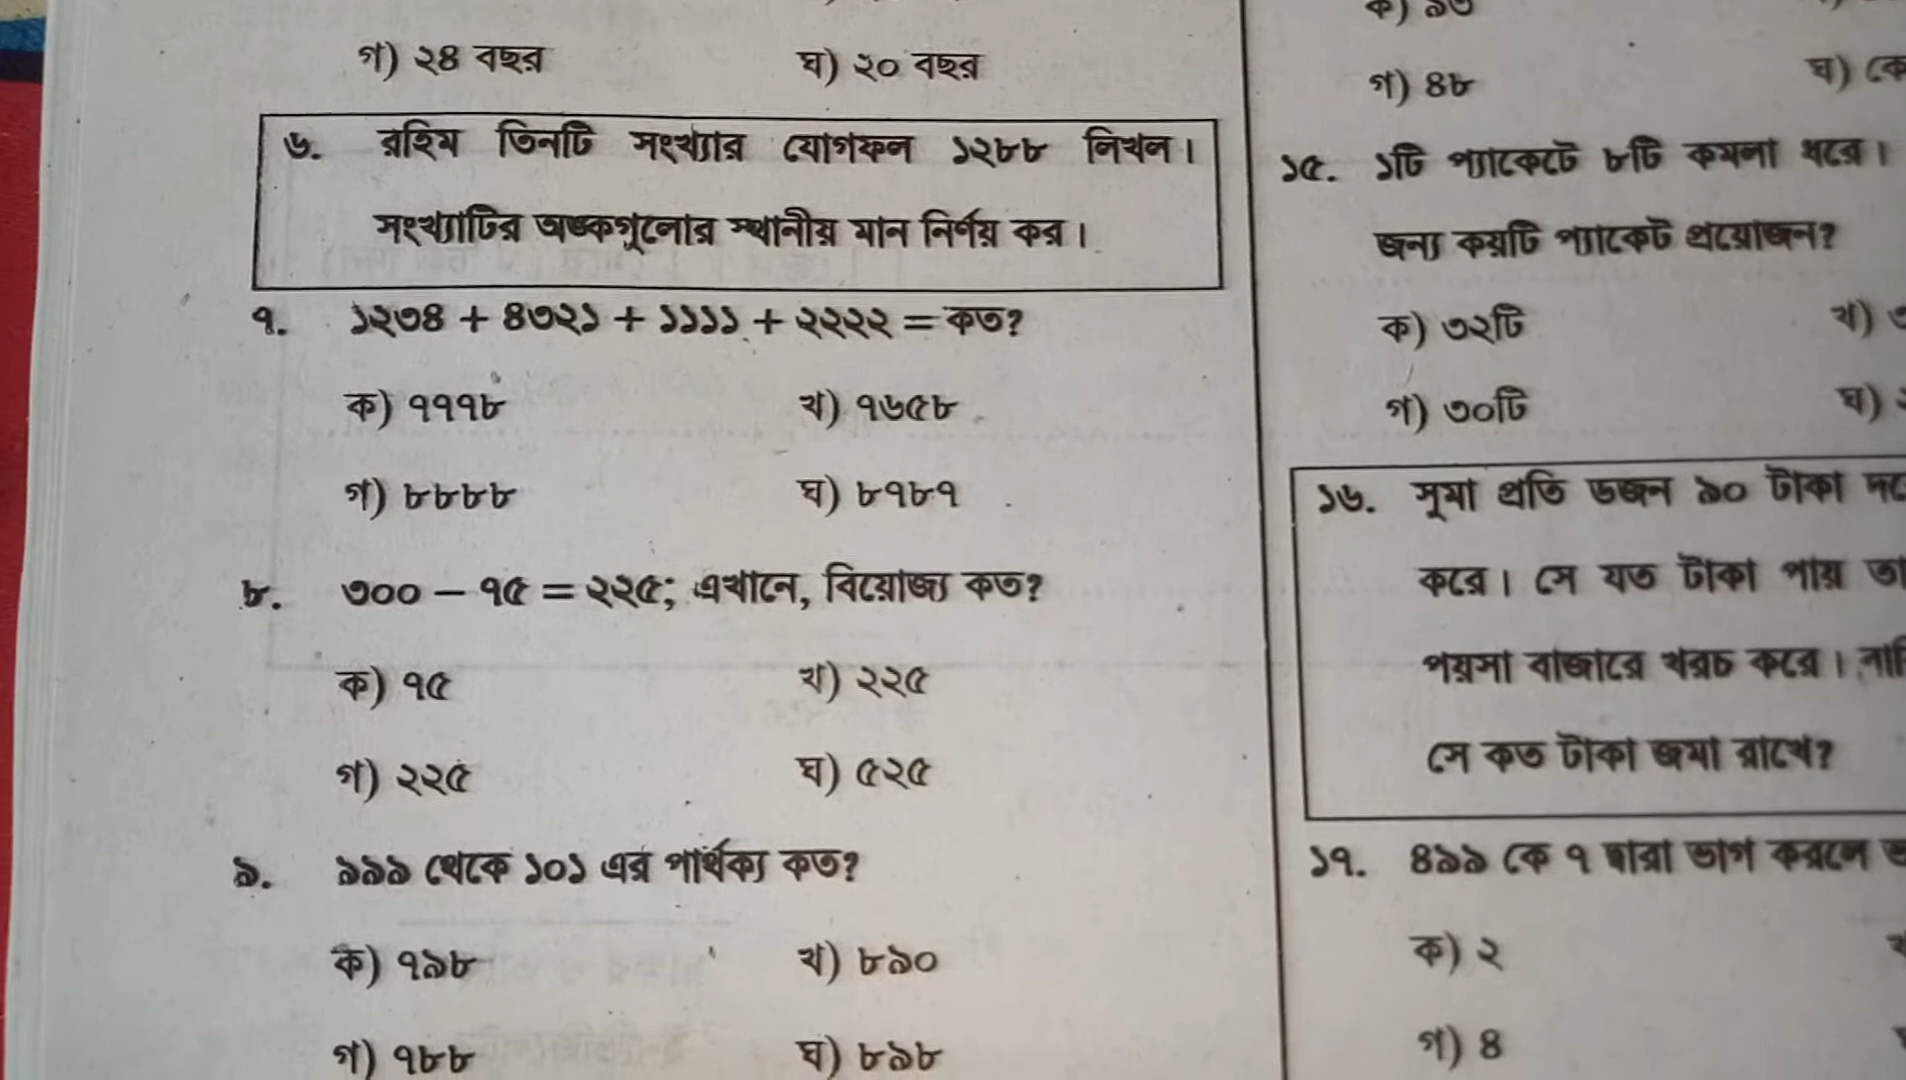 গ) ২৪ বছর
ঘ) ২০ বছর
৬. রহিম তিনটি সংখ্যার যোগফল ১২৮৮ লিখল।
সংখ্যাটির অঙ্কগুলোর স্থানীয় মান নির্ণয় কর।
৭. ১২৩৪ + ৪৩২১ + ১১১১ + ২২২২ = কত?
ক) ৭৭৭৮
খ) ৭৬৫৮
গ) ৮৮৮৮
ঘ) ৮৭৮৭
৮. ৩০০ – ৭৫ = ২২৫; এখানে, বিয়োজ্য কত?
ক) ৭৫
খ) ২২৫
গ) ২২৫
ঘ) ৫২৫
৯. ৯৯৯ থেকে ১০১ এর পার্থক্য কত?
ক) ৭৯৮
খ) ৮৯০
গ) ৭৮৮
ঘ) ৮৯৮
গ) ৪৮
ঘ)
১৫. ১টি প্যাকেটে ৮টি কমলা ধরে।
জন্য কয়টি প্যাকেট প্রয়োজন?
ক) ৩২টি
খ)
গ) ৩০টি
ঘ)
১৬. সুমা প্রতি ডজন ৯০ টাকা
করে। সে যত টাকা পায়
পয়সা বাজারে খরচ করে।
সে কত টাকা জমা রাখে?
১৭. ৪৯৯ কে ৭ দ্বারা ভাগ করলে
ক) ২
গ) ৪